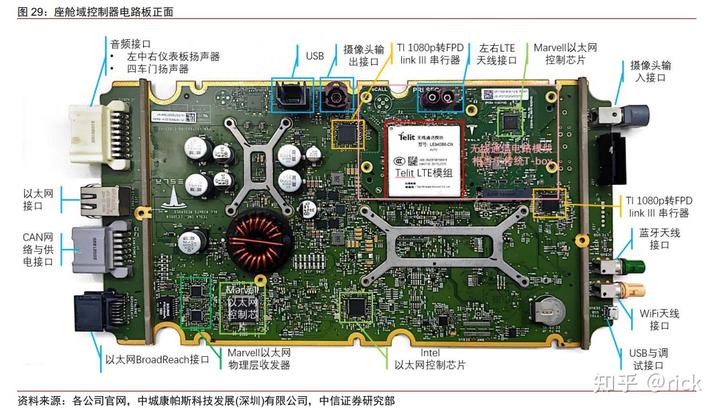 图 29：座舱域控制器电路板正面
音频接口
- 左中右仪表板扬声器
- 四车门扬声器
USB
摄像头输
出接口
TI 1080p转FPD
link III 串行器
左右LTE
天线接口
Marvell以太网
控制芯片
摄像头输
入接口
Telit
无线通信模块
Telit LTE模组
无线通信电路模块，
相当于传统T-box
以太网
接口
CAN网
络与供
电接口
TESLA
TI 1080p转FPD
link III 串行器
蓝牙天线
接口
WiFi天线
接口
USB与调
试接口
Marvell
以太网
控制芯
片
以太网BroadReach接口
Marvell以太网
物理层收发器
Intel
以太网控制芯片
知乎 @rick
资料来源：各公司官网，中城康帕斯科技发展(深圳)有限公司，中信证券研究部